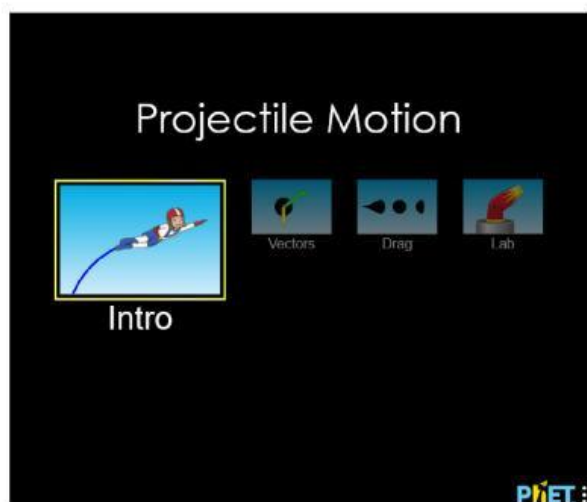 Projectile Motion
Intro
Vectors
Drag
Lab
PhET